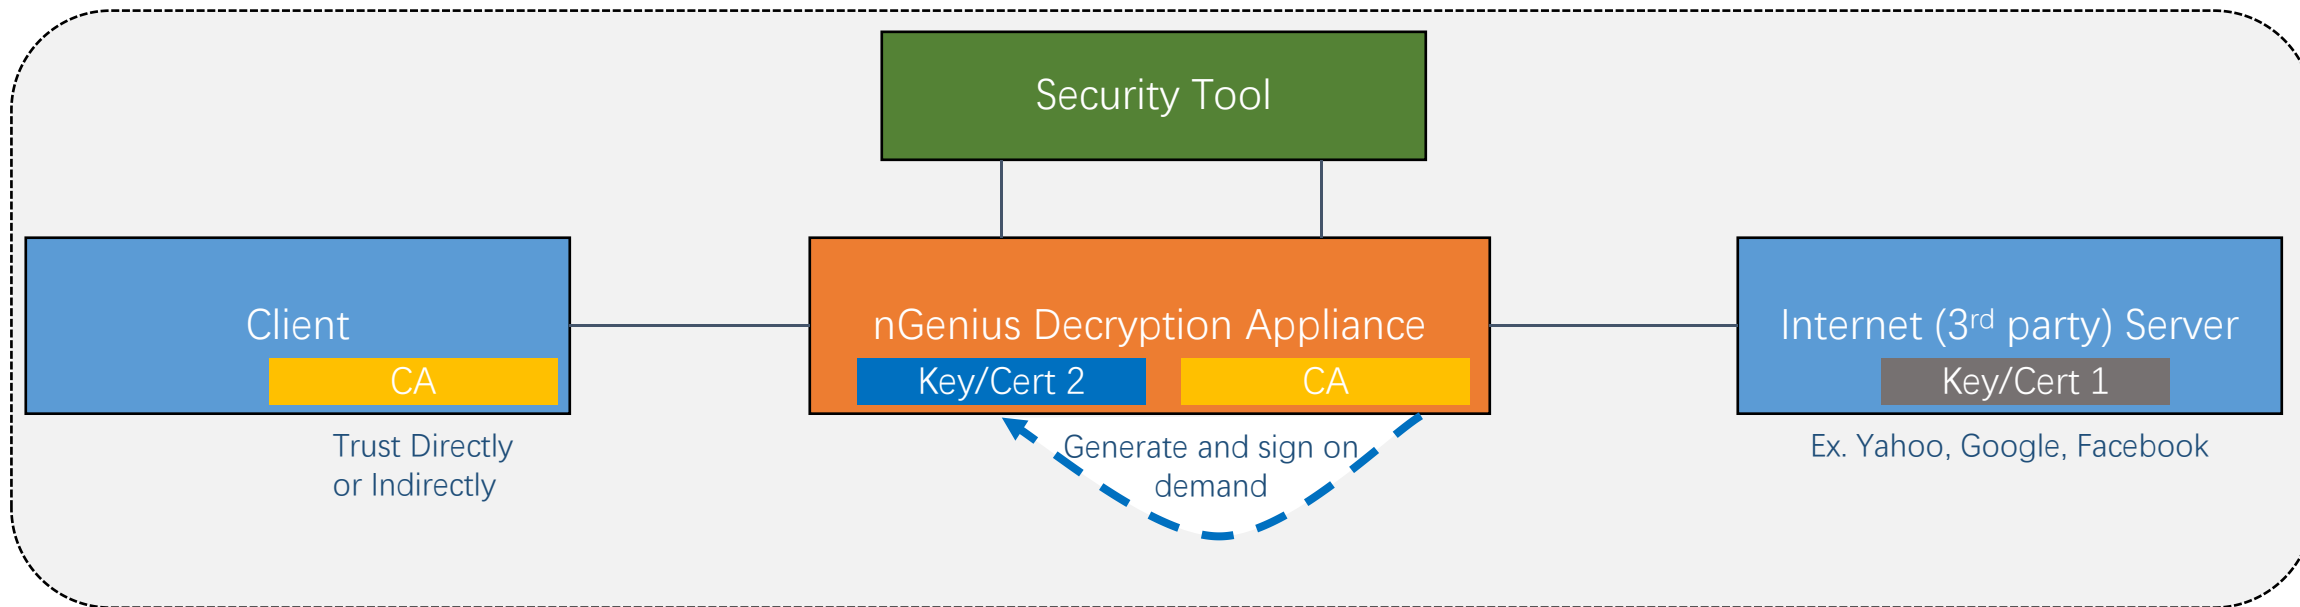 Security Tool
Client
CA
Trust Directly
or Indirectly
nGenius Decryption Appliance
Key/Cert 2
CA
Generate and sign on
demand
Internet (3rd party) Server
Key/Cert 1
Ex. Yahoo, Google, Facebook